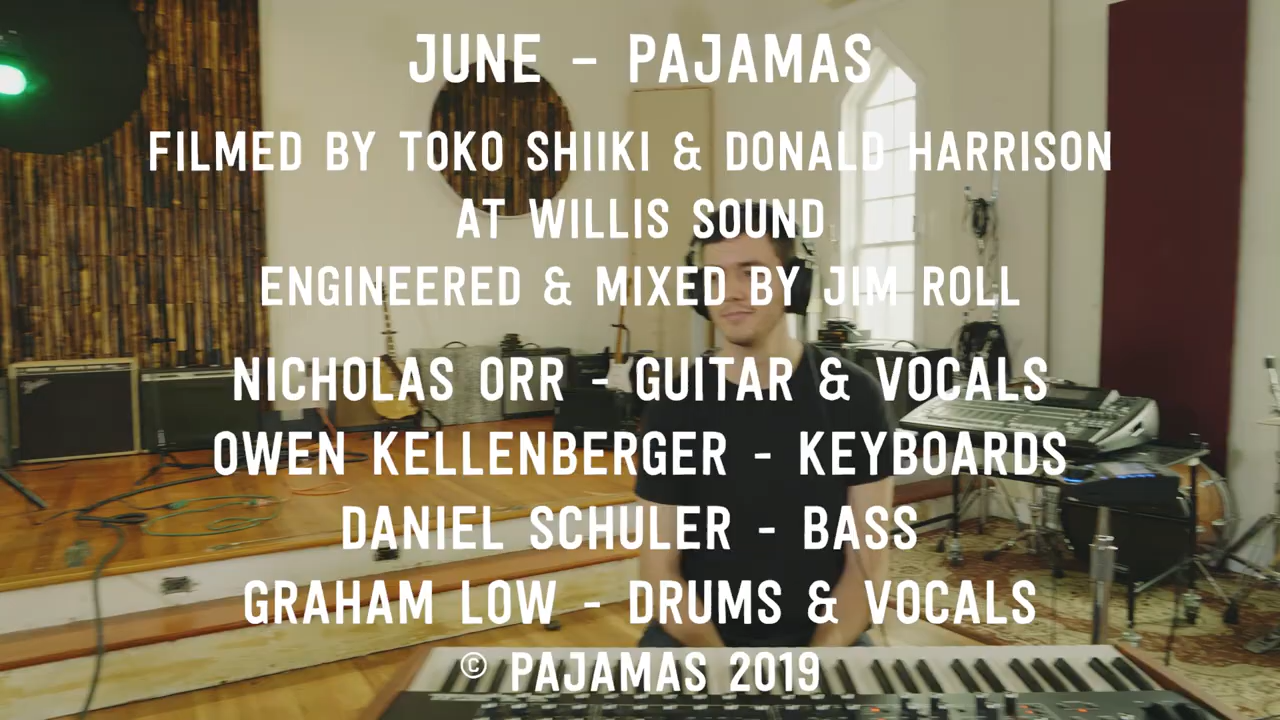 JUNE - PAJAMAS
FILMED BY TOKO SHIIKI & DONALD HARRISON
AT WILLIS SOUND
ENGINEERED & MIXED BY JIM ROLL
NICHOLAS ORR - GUITAR & VOCALS
OWEN KELLENBERGER - KEYBOARDS
DANIEL SCHULER - BASS
GRAHAM LOW - DRUMS & VOCALS
© PAJAMAS 2019